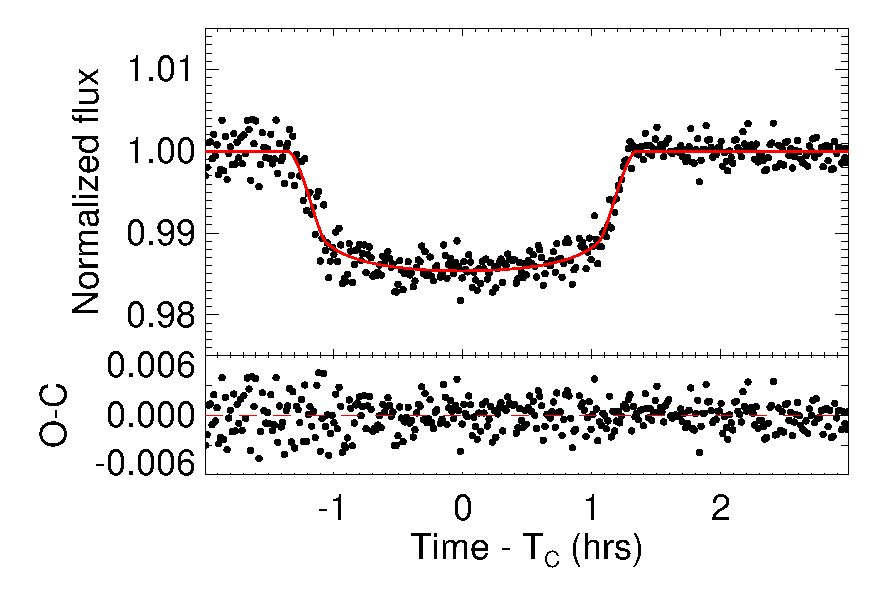 Normalized flux
1.01
1.00
0.99
0.98
O-C
0.006
0.000
-0.006
-1 0 1 2
Time - T_C (hrs)